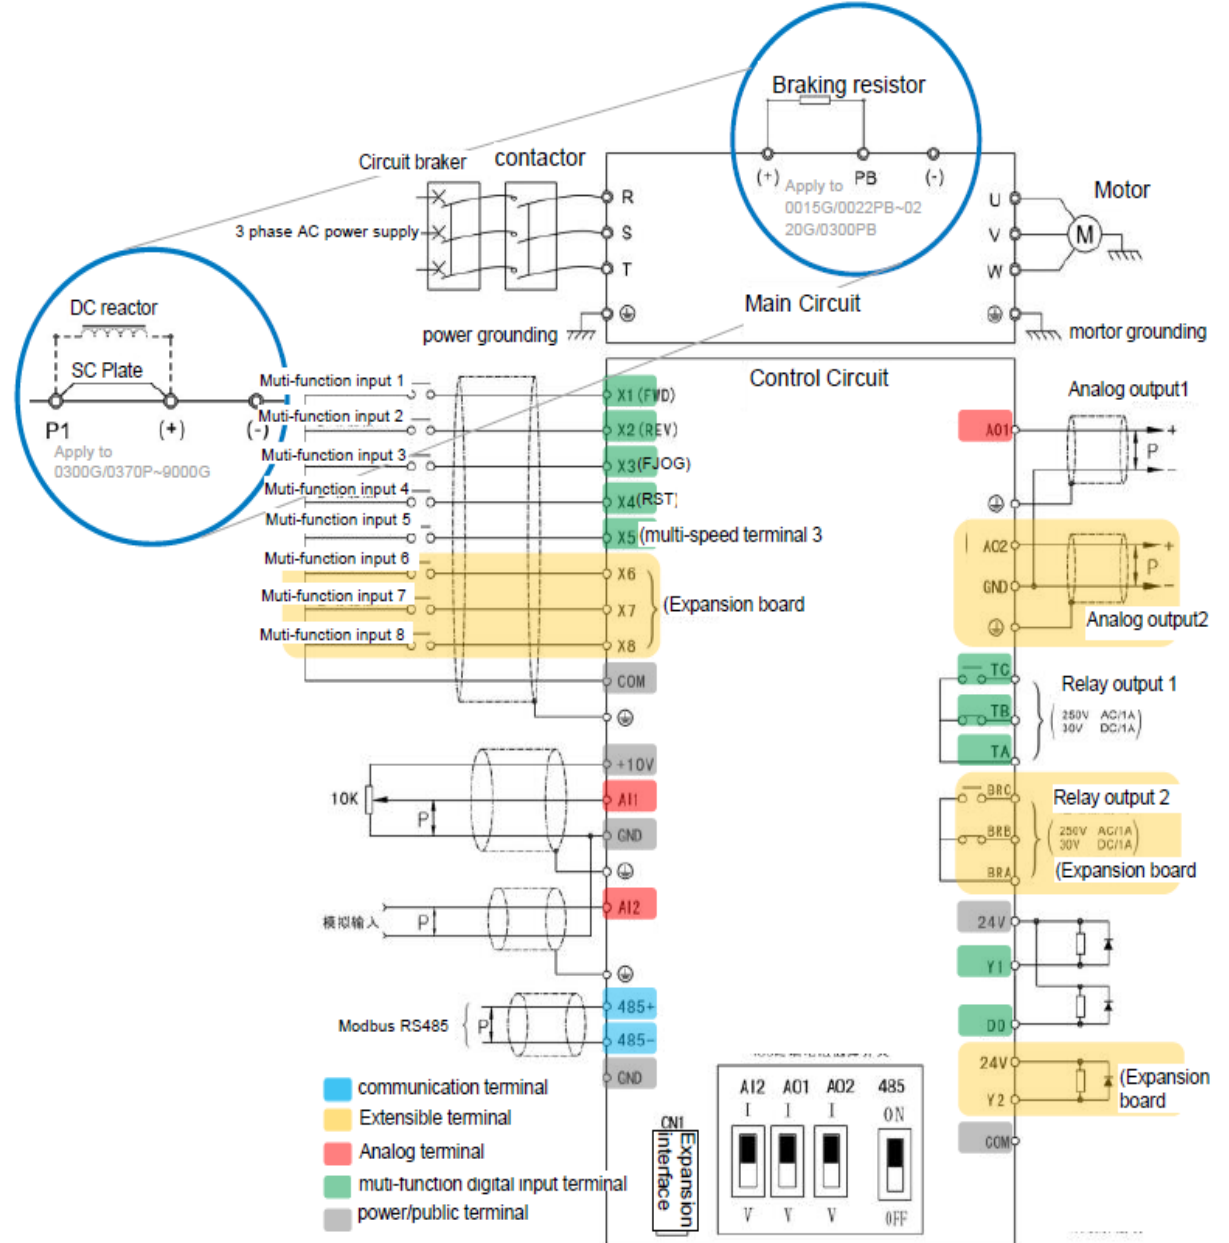 Braking resistor
Circuit braker
contactor
(+)
PB
(-)
Apply to
0015G/0022PB~02
20G/0300PB
R
S
T
3 phase AC power supply
U
V
W
Motor
M
Main Circuit
power grounding
mortor grounding
DC reactor
SC Plate
P1
(+)
(-)
Apply to
0300G/0370P~9000G
Control Circuit
Muti-function input 1
X1 (FWD)
Muti-function input 2
X2 (REV)
Muti-function input 3
X3(FJOG)
Muti-function input 4
X4(RST)
Muti-function input 5
X5 (multi-speed terminal 3
Muti-function input 6
X6
Muti-function input 7
X7
(Expansion board
Muti-function input 8
X8
COM
Analog output1
A01
+
P
-
A02
+
GND
P
-
Analog output2
TC
TB
TA
Relay output 1
250V AC/1A
30V DC/1A
BRC
BRB
BRA
Relay output 2
250V AC/1A
30V DC/1A
(Expansion board
+10V
10K
AI1
P
GND
AI2
模拟输入
P
485+
Modbus RS485
P
485-
GND
24V
Y1
DO
24V
Y2
(Expansion
board
COM
communication terminal
Extensible terminal
Analog terminal
muti-function digital input terminal
power/public terminal
CN1
Expansion
interface
AI2 A01 A02 485
I I I ON
V V V OFF